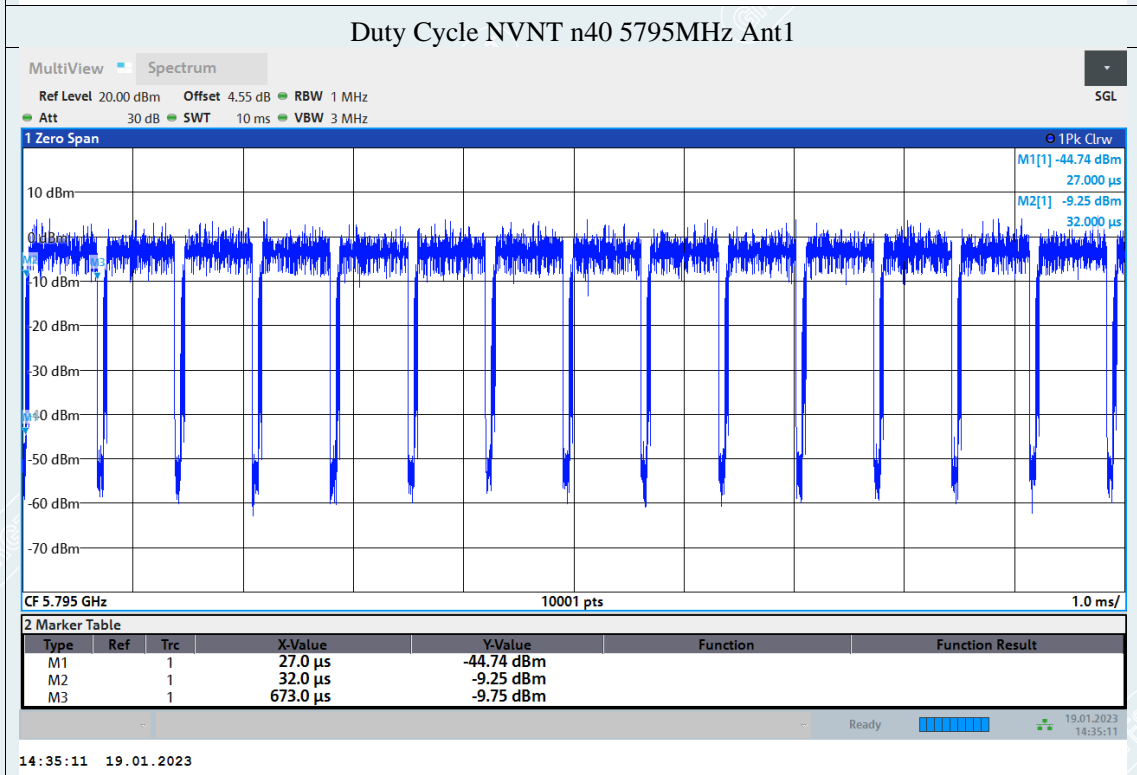 Duty Cycle NVNT n40 5795MHz Ant1
MultiView Spectrum
Ref Level 20.00 dBm Offset 4.55 dB RBW 1 MHz SGL
Att 30 dB SWT 10 ms VBW 3 MHz
1 Zero Span 1Pk Clrw
M1[1] -44.74 dBm
27.000 µs
M2[1] -9.25 dBm
32.000 µs
10 dBm
0 dBm
M2 M3
-10 dBm
-20 dBm
-30 dBm
M1
-40 dBm
-50 dBm
-60 dBm
-70 dBm
CF 5.795 GHz 10001 pts 1.0 ms/
2 Marker Table
Type Ref Trc X-Value Y-Value Function Function Result
M1 1 27.0 µs -44.74 dBm
M2 1 32.0 µs -9.25 dBm
M3 1 673.0 µs -9.75 dBm
Ready 19.01.2023
14:35:11
14:35:11 19.01.2023